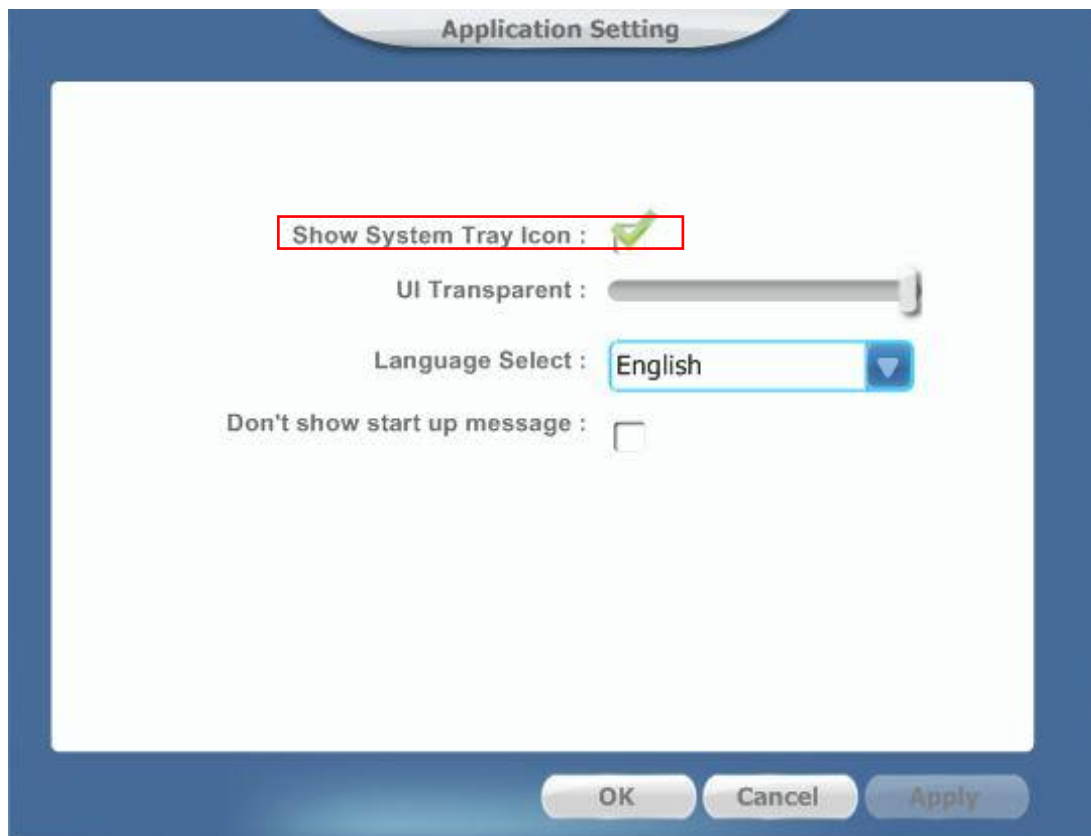 Application Setting
Show System Tray Icon :
UI Transparent :
Language Select : English
Don't show start up message :
OK Cancel Apply